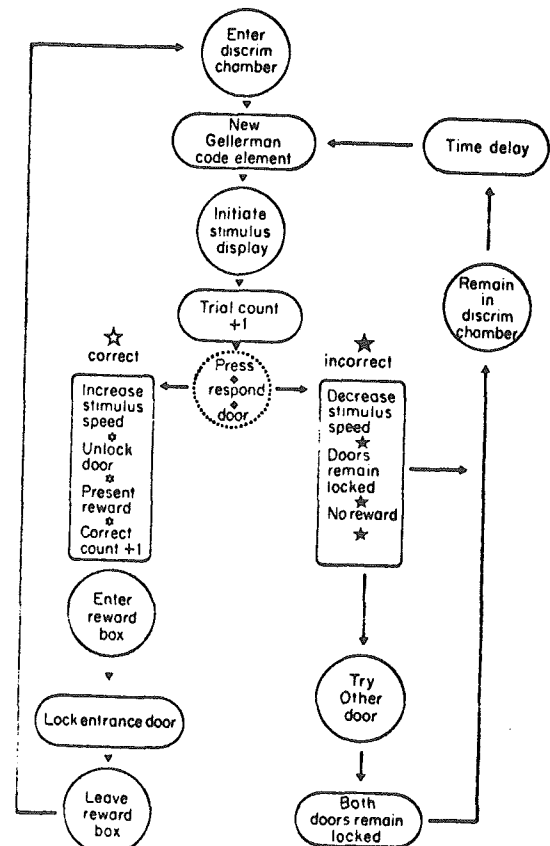 Enter
discrim
chamber
New
Gellerman
code element
Time delay
Initiate
stimulus
display
Remain
in
discrim
chamber
Trial count
+1
correct
incorrect
Press
respond
door
Increase
stimulus
speed
Unlock
door
Present
reward
Correct
count +1
Decrease
stimulus
speed
Doors
remain
locked
No reward
Enter
reward
box
Try
Other
door
Lock entrance door
Leave
reward
box
Both
doors remain
locked